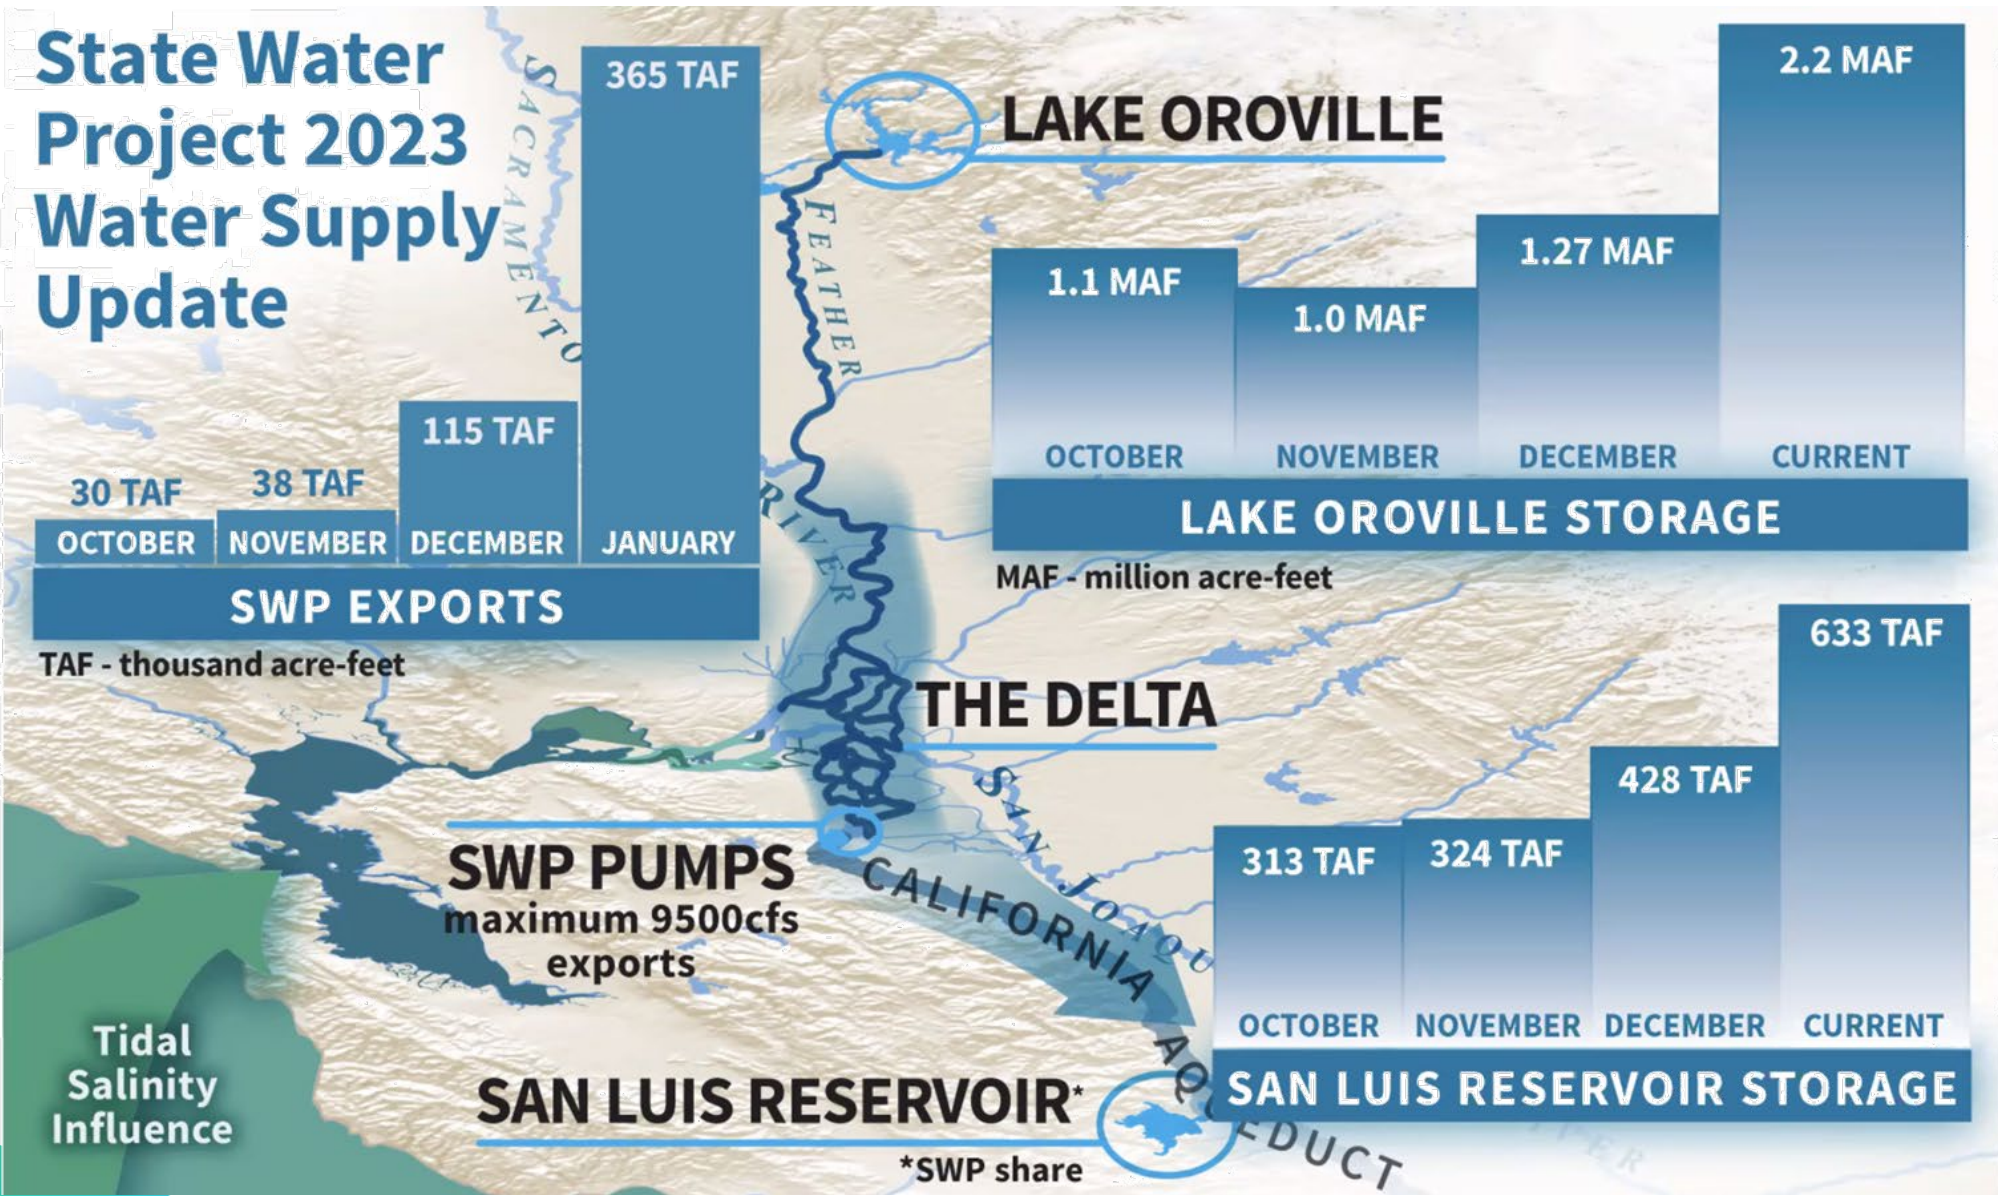 State Water
Project 2023
Water Supply
Update
30 TAF
OCTOBER
38 TAF
NOVEMBER
115 TAF
DECEMBER
365 TAF
JANUARY
SWP EXPORTS
TAF - thousand acre-feet
SACRAMENTO
RIVER
FEATHER
LAKE OROVILLE
1.1 MAF
OCTOBER
1.0 MAF
NOVEMBER
1.27 MAF
DECEMBER
2.2 MAF
CURRENT
LAKE OROVILLE STORAGE
MAF - million acre-feet
THE DELTA
SWP PUMPS
maximum 9500cfs
exports
SAN JOAQU
CALIFORNIA
313 TAF
OCTOBER
324 TAF
NOVEMBER
428 TAF
DECEMBER
633 TAF
CURRENT
SAN LUIS RESERVOIR STORAGE
Tidal
Salinity
Influence
SAN LUIS RESERVOIR*
*SWP share
AQUEDUCT